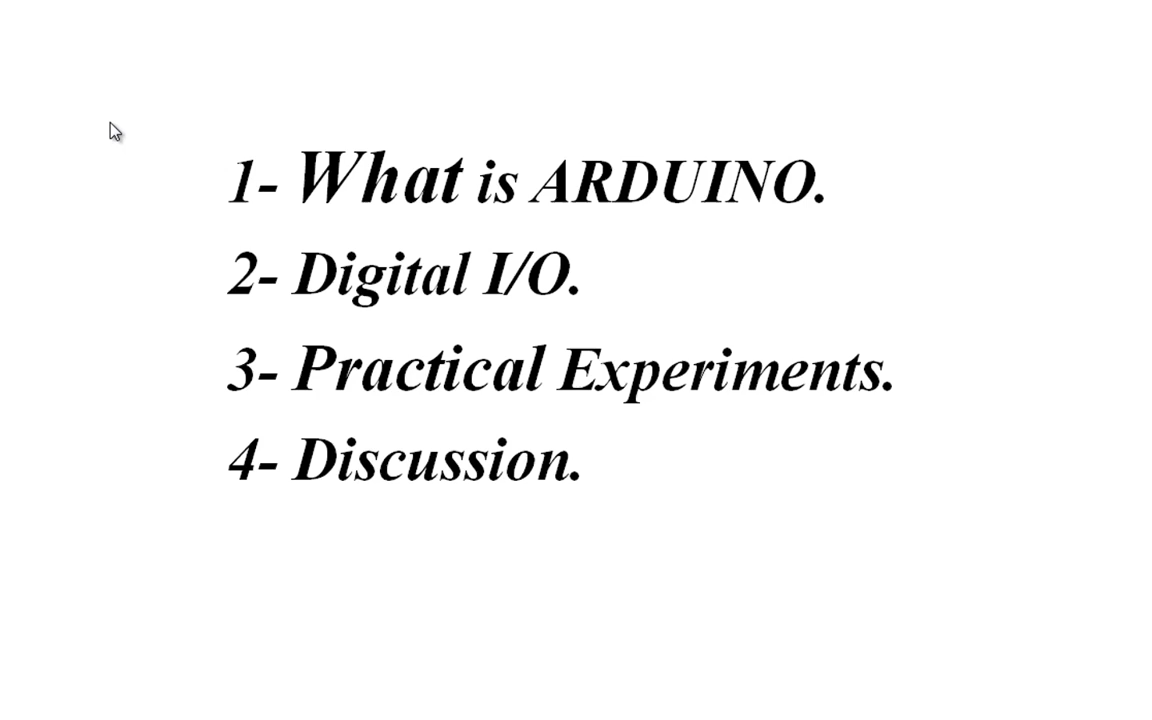 1- What is ARDUINO.
2- Digital I/O.
3- Practical Experiments.
4- Discussion.